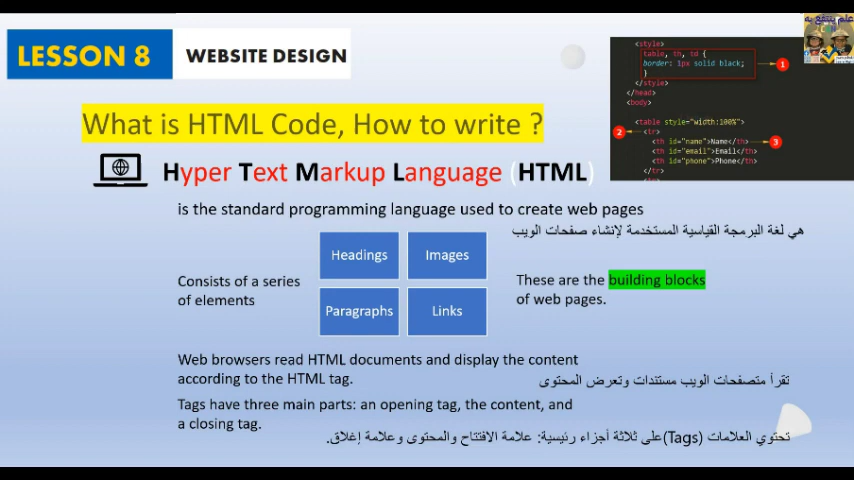 علم ينتفع به
LESSON 8
WEBSITE DESIGN
What is HTML Code, How to write ?
Hyper Text Markup Language (HTML)
is the standard programming language used to create web pages
هي لغة البرمجة القياسية المستخدمة لإنشاء صفحات الويب
Consists of a series
of elements
Headings
Images
Paragraphs
Links
These are the building blocks
of web pages.
Web browsers read HTML documents and display the content
according to the HTML tag.
تقرأ متصفحات الويب مستندات وتعرض المحتوى
Tags have three main parts: an opening tag, the content, and
a closing tag.
تحتوي العلامات (Tags)على ثلاثة أجزاء رئيسية: علامة الافتتاح والمحتوى وعلامة إغلاق.
<style>
table, th, td {
border: 1px solid black;
}
</style>
</head>
<body>
<table style="width:100%">
<tr>
<th id="name">Name</th>
<th id="email">Email</th>
<th id="phone">Phone</th>
</tr>
1
2
3